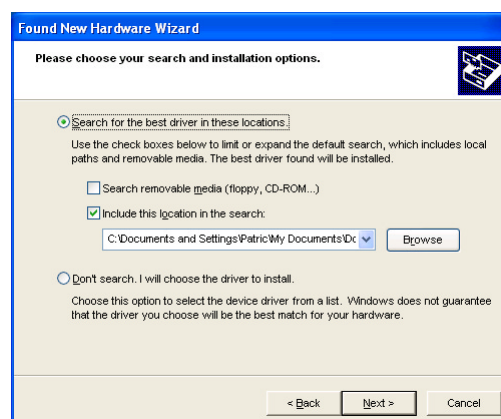 Found New Hardware Wizard
Please choose your search and installation options.
Search for the best driver in these locations.
Use the check boxes below to limit or expand the default search, which includes local
paths and removable media. The best driver found will be installed.
Search removable media (floppy, CD-ROM...)
Include this location in the search:
C:\Documents and Settings\Patric\My Documents\Dc Browse
Don't search. I will choose the driver to install.
Choose this option to select the device driver from a list. Windows does not guarantee
that the driver you choose will be the best match for your hardware.
< Back Next > Cancel